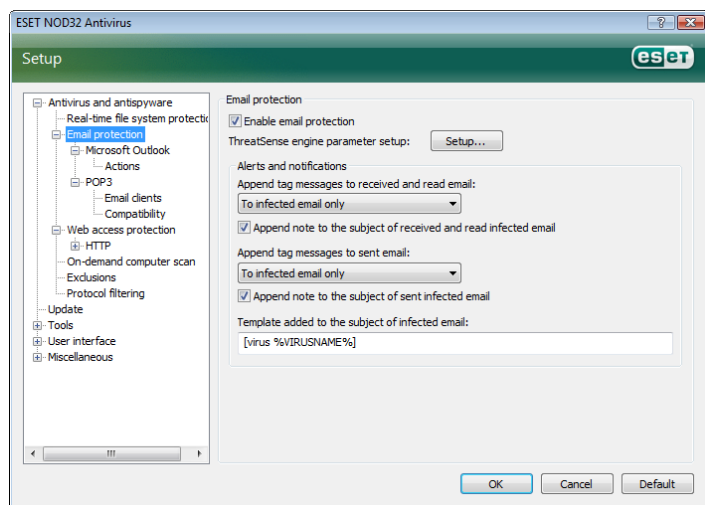 ESET NOD32 Antivirus
Setup
eseT
Antivirus and antispyware
Real-time file system protectic
Email protection
Microsoft Outlook
Actions
POP3
Email clients
Compatibility
Web access protection
HTTP
On-demand computer scan
Exclusions
Protocol filtering
Update
Tools
User interface
Miscellaneous
Email protection
Enable email protection
ThreatSense engine parameter setup: Setup...
Alerts and notifications
Append tag messages to received and read email:
To infected email only
Append note to the subject of received and read infected email
Append tag messages to sent email:
To infected email only
Append note to the subject of sent infected email
Template added to the subject of infected email:
[virus %VIRUSNAME%]
OK Cancel Default